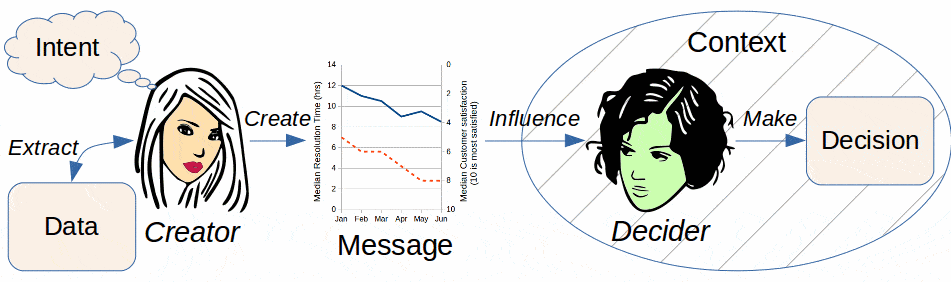 Intent
Extract
Data
Creator
Create
14
12
10
8
6
4
2
0
Median Resolution Time (hrs)
Jan Feb Mar Apr May Jun
0
2
4
6
8
10
Median Customer satisfaction
(10 is most satisfied)
Message
Influence
Context
Decider
Make
Decision